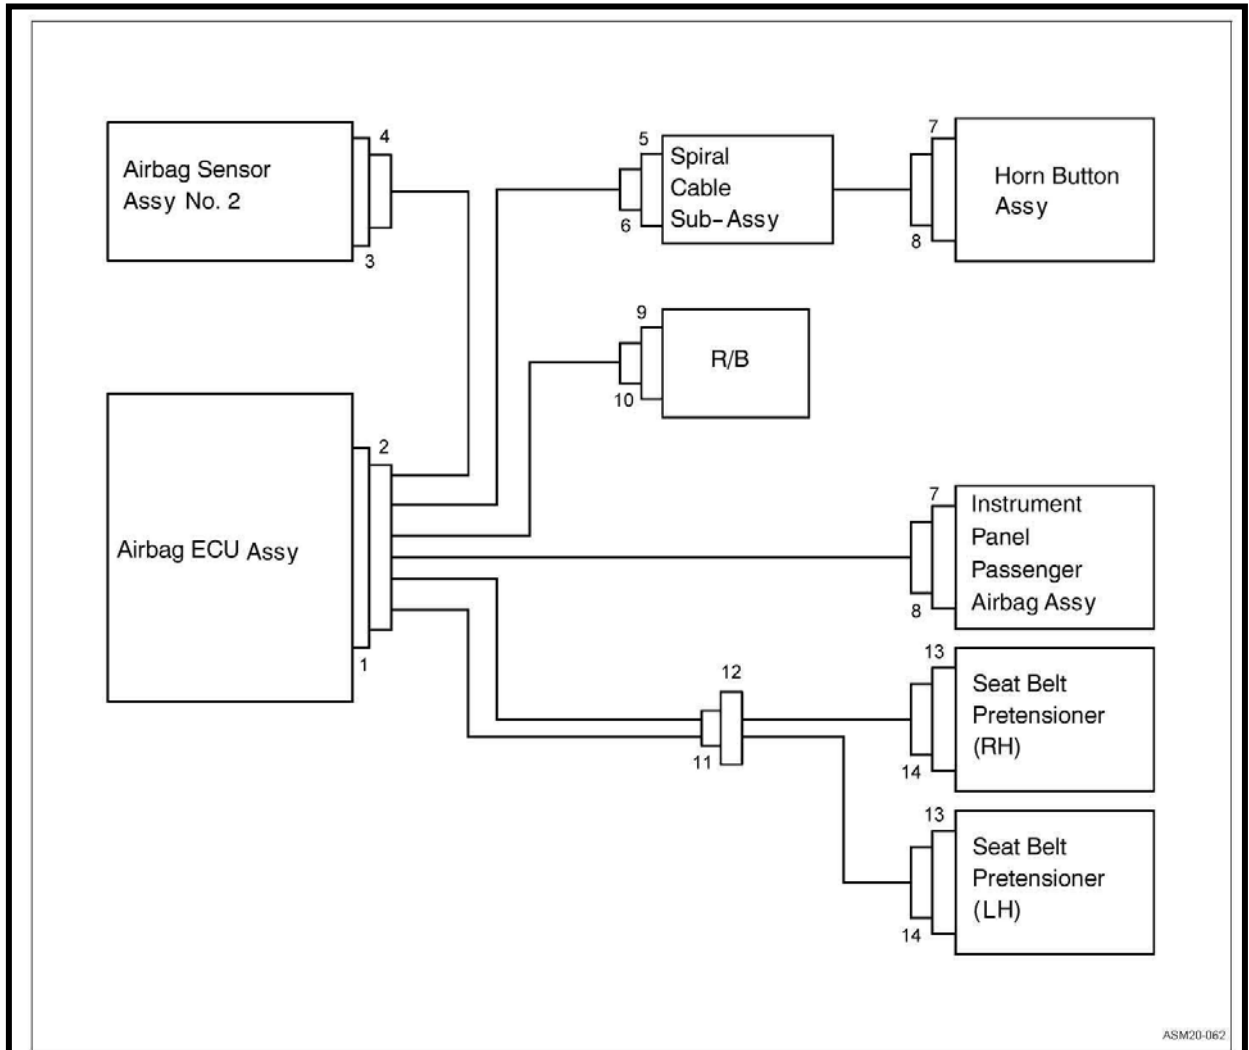 4
Airbag Sensor
Assy No. 2
3
5
Spiral
Cable
Sub-Assy
6
7
Horn Button
Assy
8
9
R/B
10
2
Airbag ECU Assy
1
7
Instrument
Panel
Passenger
Airbag Assy
8
12
11
13
Seat Belt
Pretensioner
(RH)
14
13
Seat Belt
Pretensioner
(LH)
14
ASM20-062